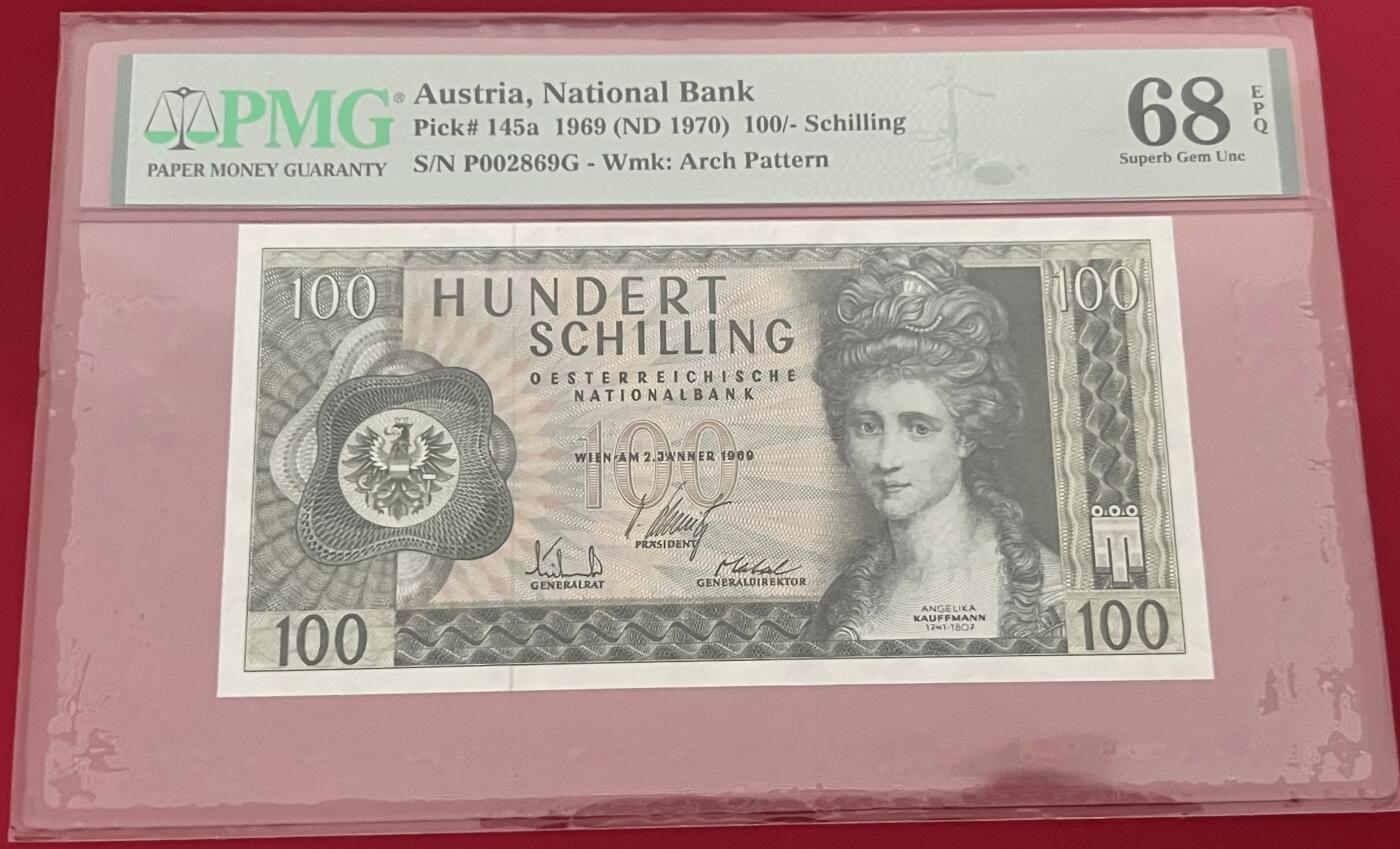 PMG®
PAPER MONEY GUARANTY
Austria, National Bank
Pick# 145a 1969 (ND 1970) 100/- Schilling
S/N P002869G - Wmk: Arch Pattern
68
EPQ
Superb Gem Unc
100
HUNDERT
SCHILLING
100
OESTERREICHISCHE
NATIONALBANK
100
WIEN·AM 2. JÄNNER 1969
PRÄSIDENT
GENERALRAT
GENERALDIREKTOR
ANGELIKA
KAUFFMANN
1741-1807
100
100